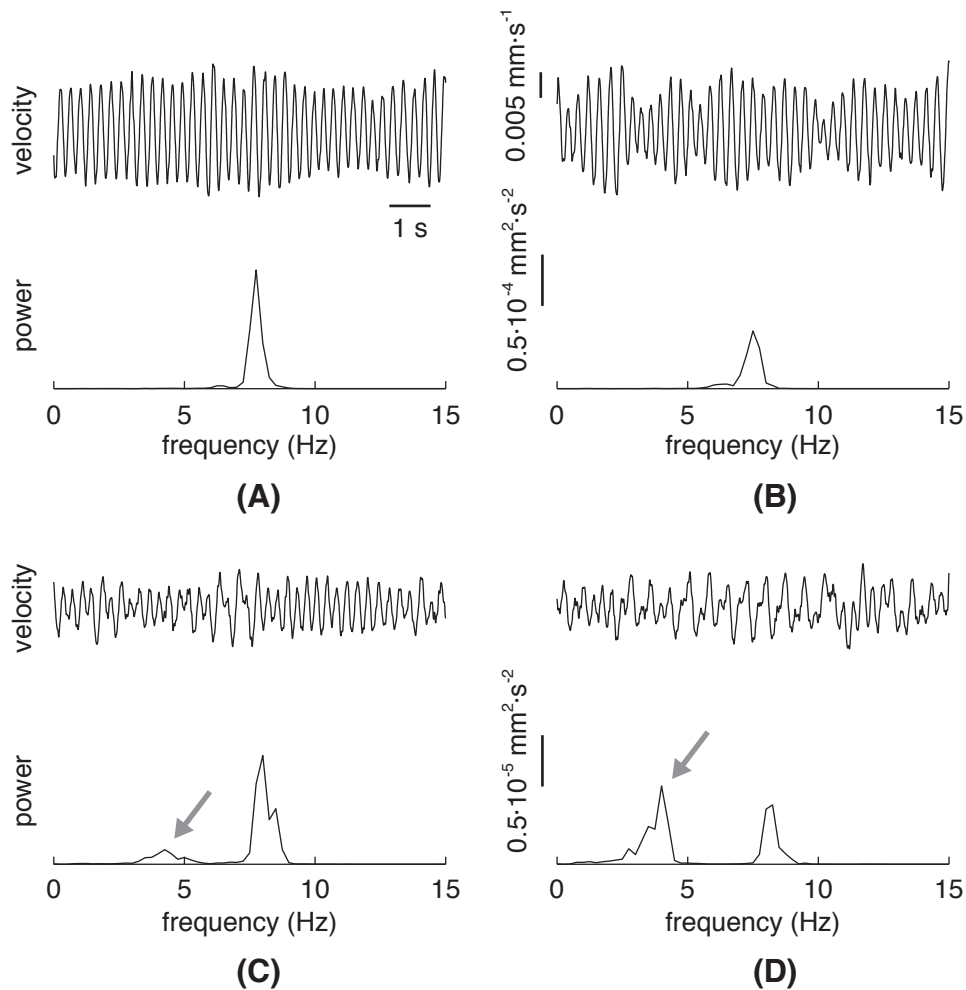 velocity
1 s
power
0 5 10 15
frequency (Hz)
(A)
0.005 mm·s-1
0.5·10-4 mm2·s-2
0 5 10 15
frequency (Hz)
(B)
velocity
power
0 5 10 15
frequency (Hz)
(C)
0.5·10-5 mm2·s-2
0 5 10 15
frequency (Hz)
(D)